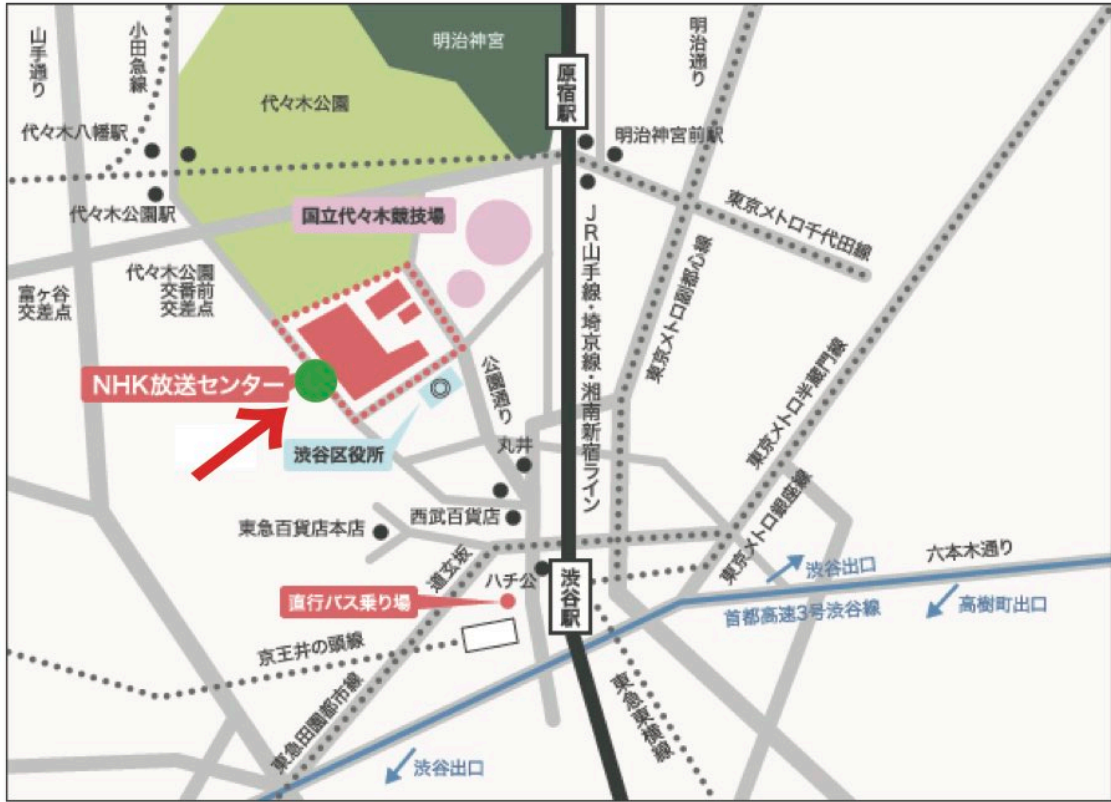 山手通り
小田急線
明治神宮
明治通り
代々木公園
原宿駅
代々木八幡駅
明治神宮前駅
代々木公園駅
国立代々木競技場
東京メトロ千代田線
代々木公園
交番前
交差点
富ヶ谷
交差点
JR山手線・埼京線・湘南新宿ライン
東京メトロ副都心線
NHK放送センター
公園通り
東京メトロ半蔵門線
渋谷区役所
丸井
西武百貨店
東急百貨店本店
東京メトロ銀座線
六本木通り
道玄坂
ハチ公
渋谷駅
渋谷出口
直行バス乗り場
首都高速3号渋谷線
高樹町出口
京王井の頭線
東急田園都市線
東急東横線
渋谷出口